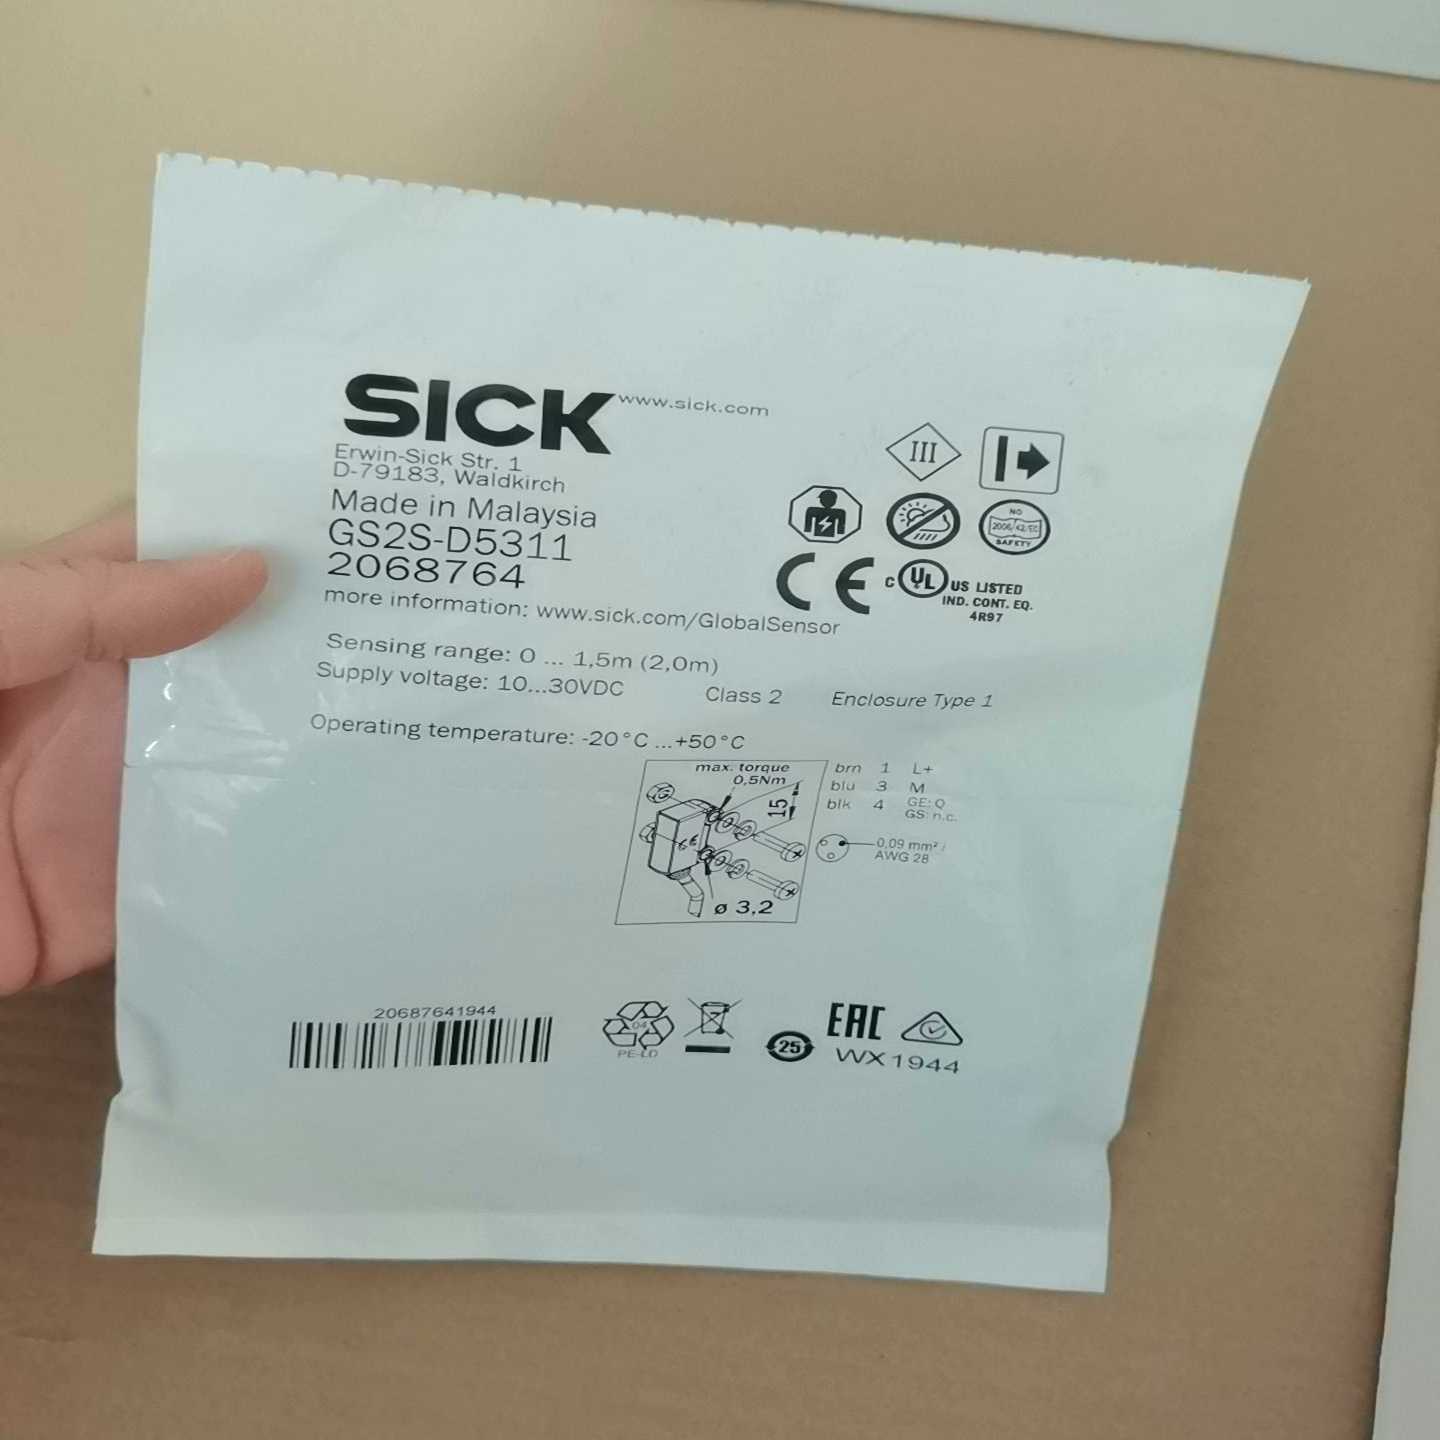 SICK www.sick.com
Erwin-Sick Str. 1
D-79183, Waldkirch
Made in Malaysia
GS2S-D5311
2068764
more information: www.sick.com/GlobalSensor
III
NO
2006/42/EC
SAFETY
CE
c UL US LISTED
IND. CONT. EQ.
4R97
Sensing range: 0 ... 1,5m (2,0m)
Supply voltage: 10...30VDC Class 2 Enclosure Type 1
Operating temperature: -20°C ...+50°C
max. torque
0,5Nm
15
ø 3,2
brn 1 L+
blu 3 M
blk 4 GE: Q
GS: n.c.
0,09 mm² /
AWG 28
20687641944
04
PE-LD
25
EAC
WX1944